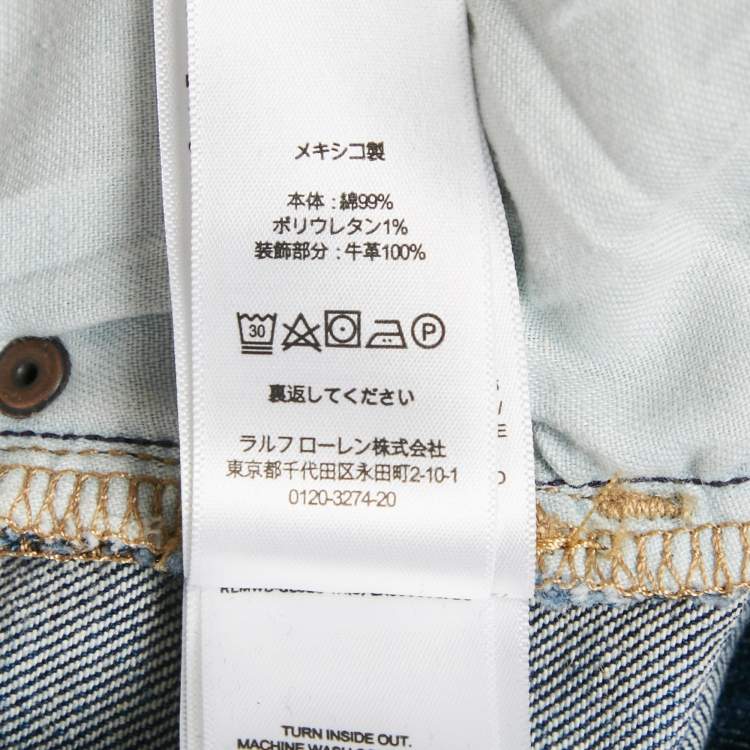 メキシコ製
本体 : 綿99%
ポリウレタン1%
装飾部分 : 牛革100%
30 P
裏返してください
ラルフ ローレン株式会社
東京都千代田区永田町2-10-1
0120-3274-20
TURN INSIDE OUT.
MACHINE WASH